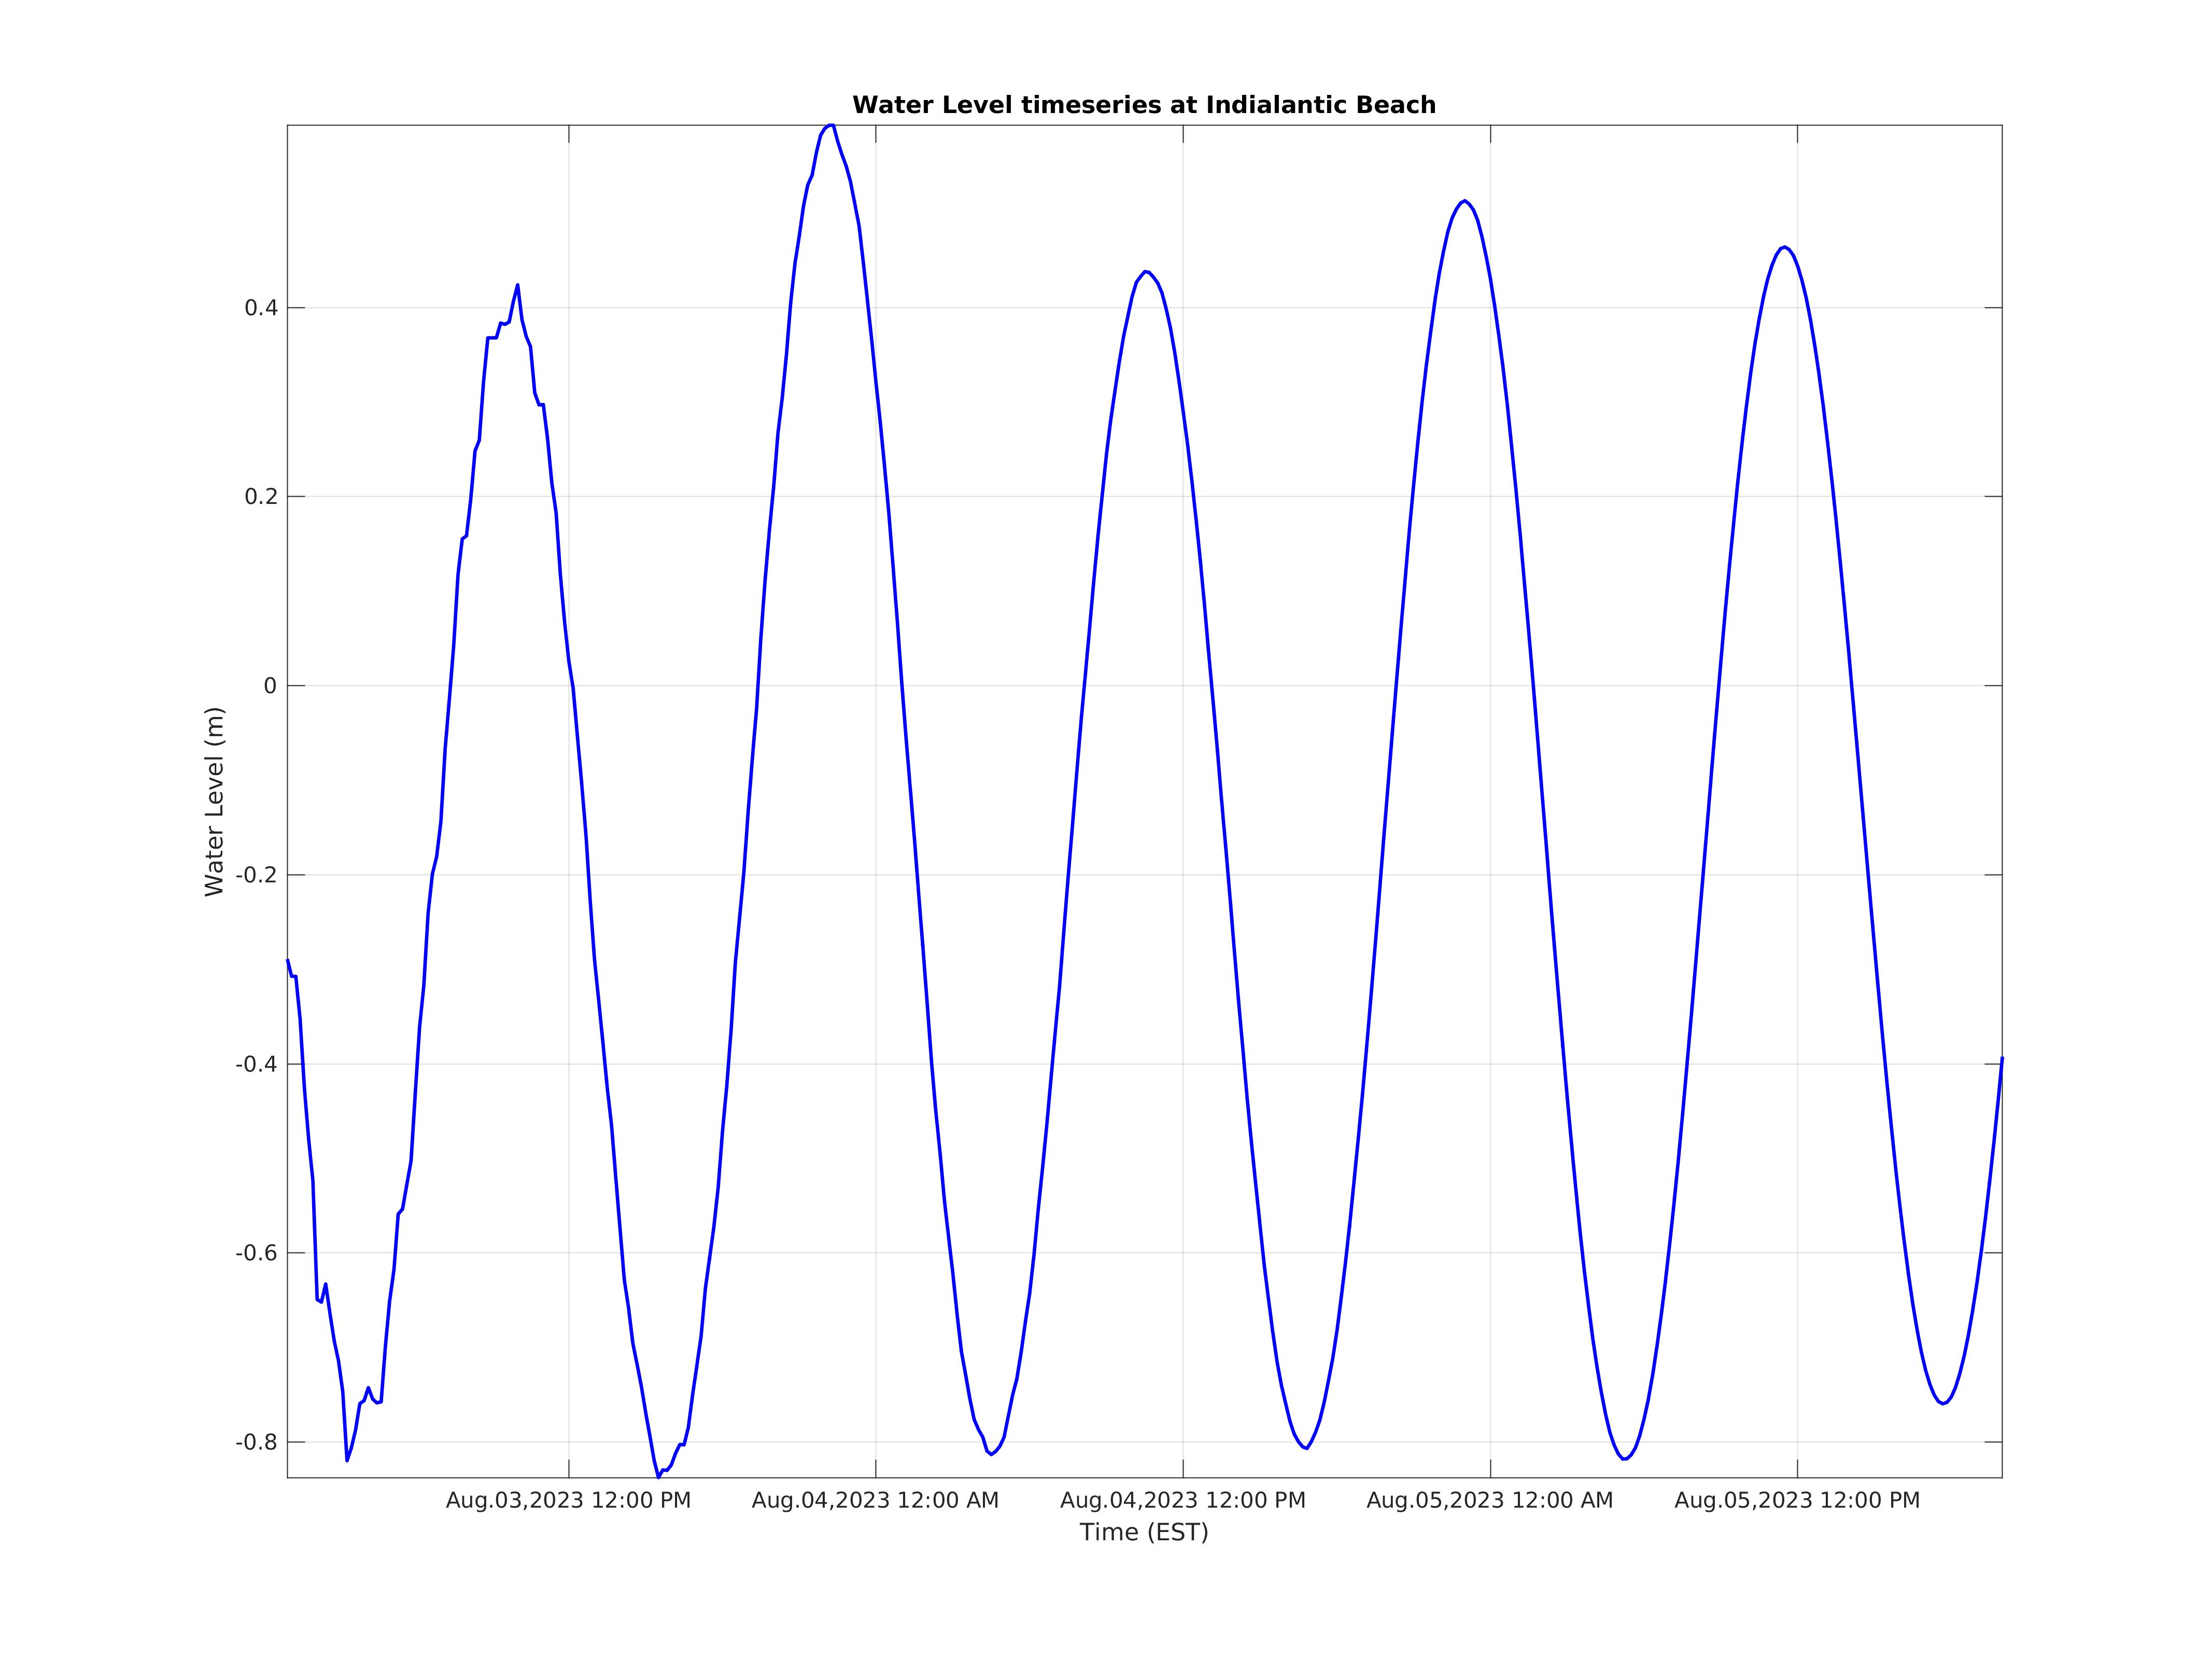 Water Level timeseries at Indialantic Beach
0.4
0.2
0
-0.2
-0.4
-0.6
-0.8
Water Level (m)
Aug.03,2023 12:00 PM
Aug.04,2023 12:00 AM
Aug.04,2023 12:00 PM
Aug.05,2023 12:00 AM
Aug.05,2023 12:00 PM
Time (EST)